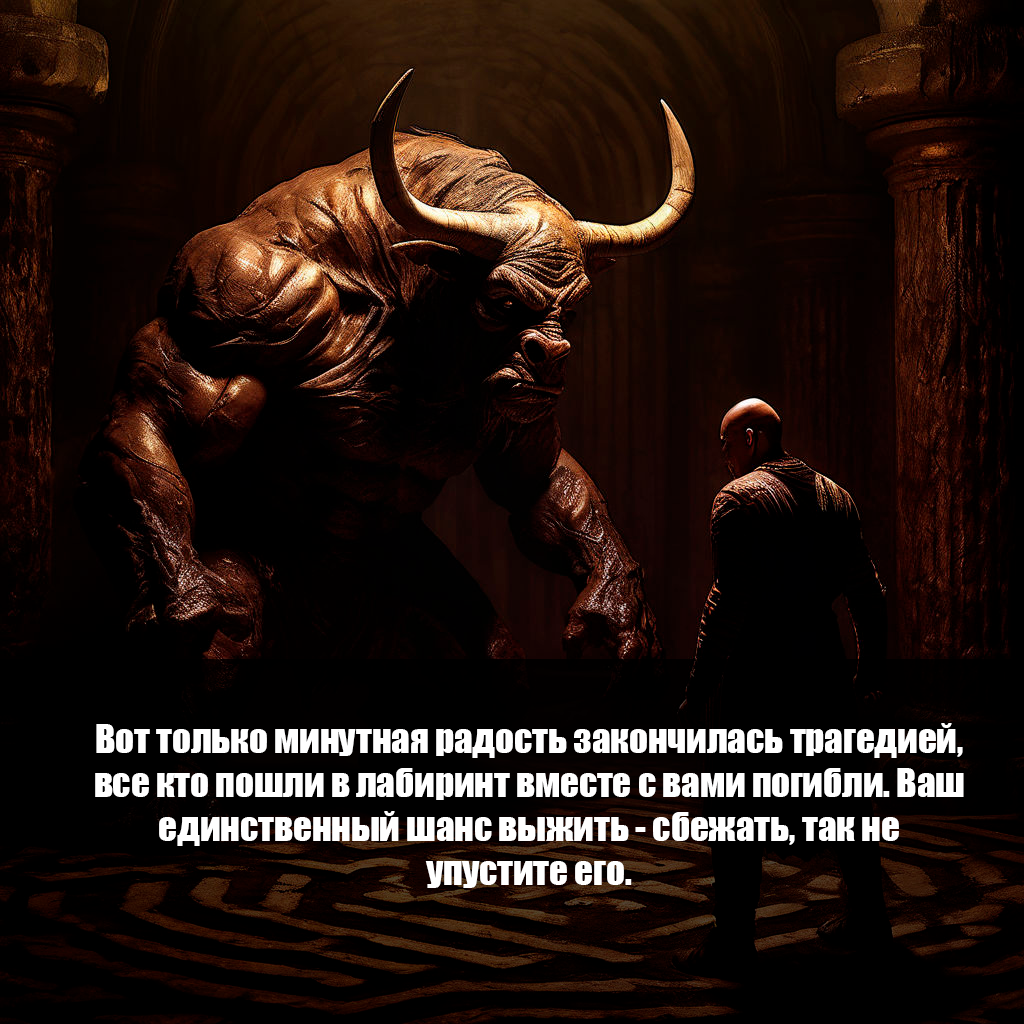 Вот только минутная радость закончилась трагедией,
все кто пошли в лабиринт вместе с вами погибли. Ваш
единственный шанс выжить - сбежать, так не
упустите его.